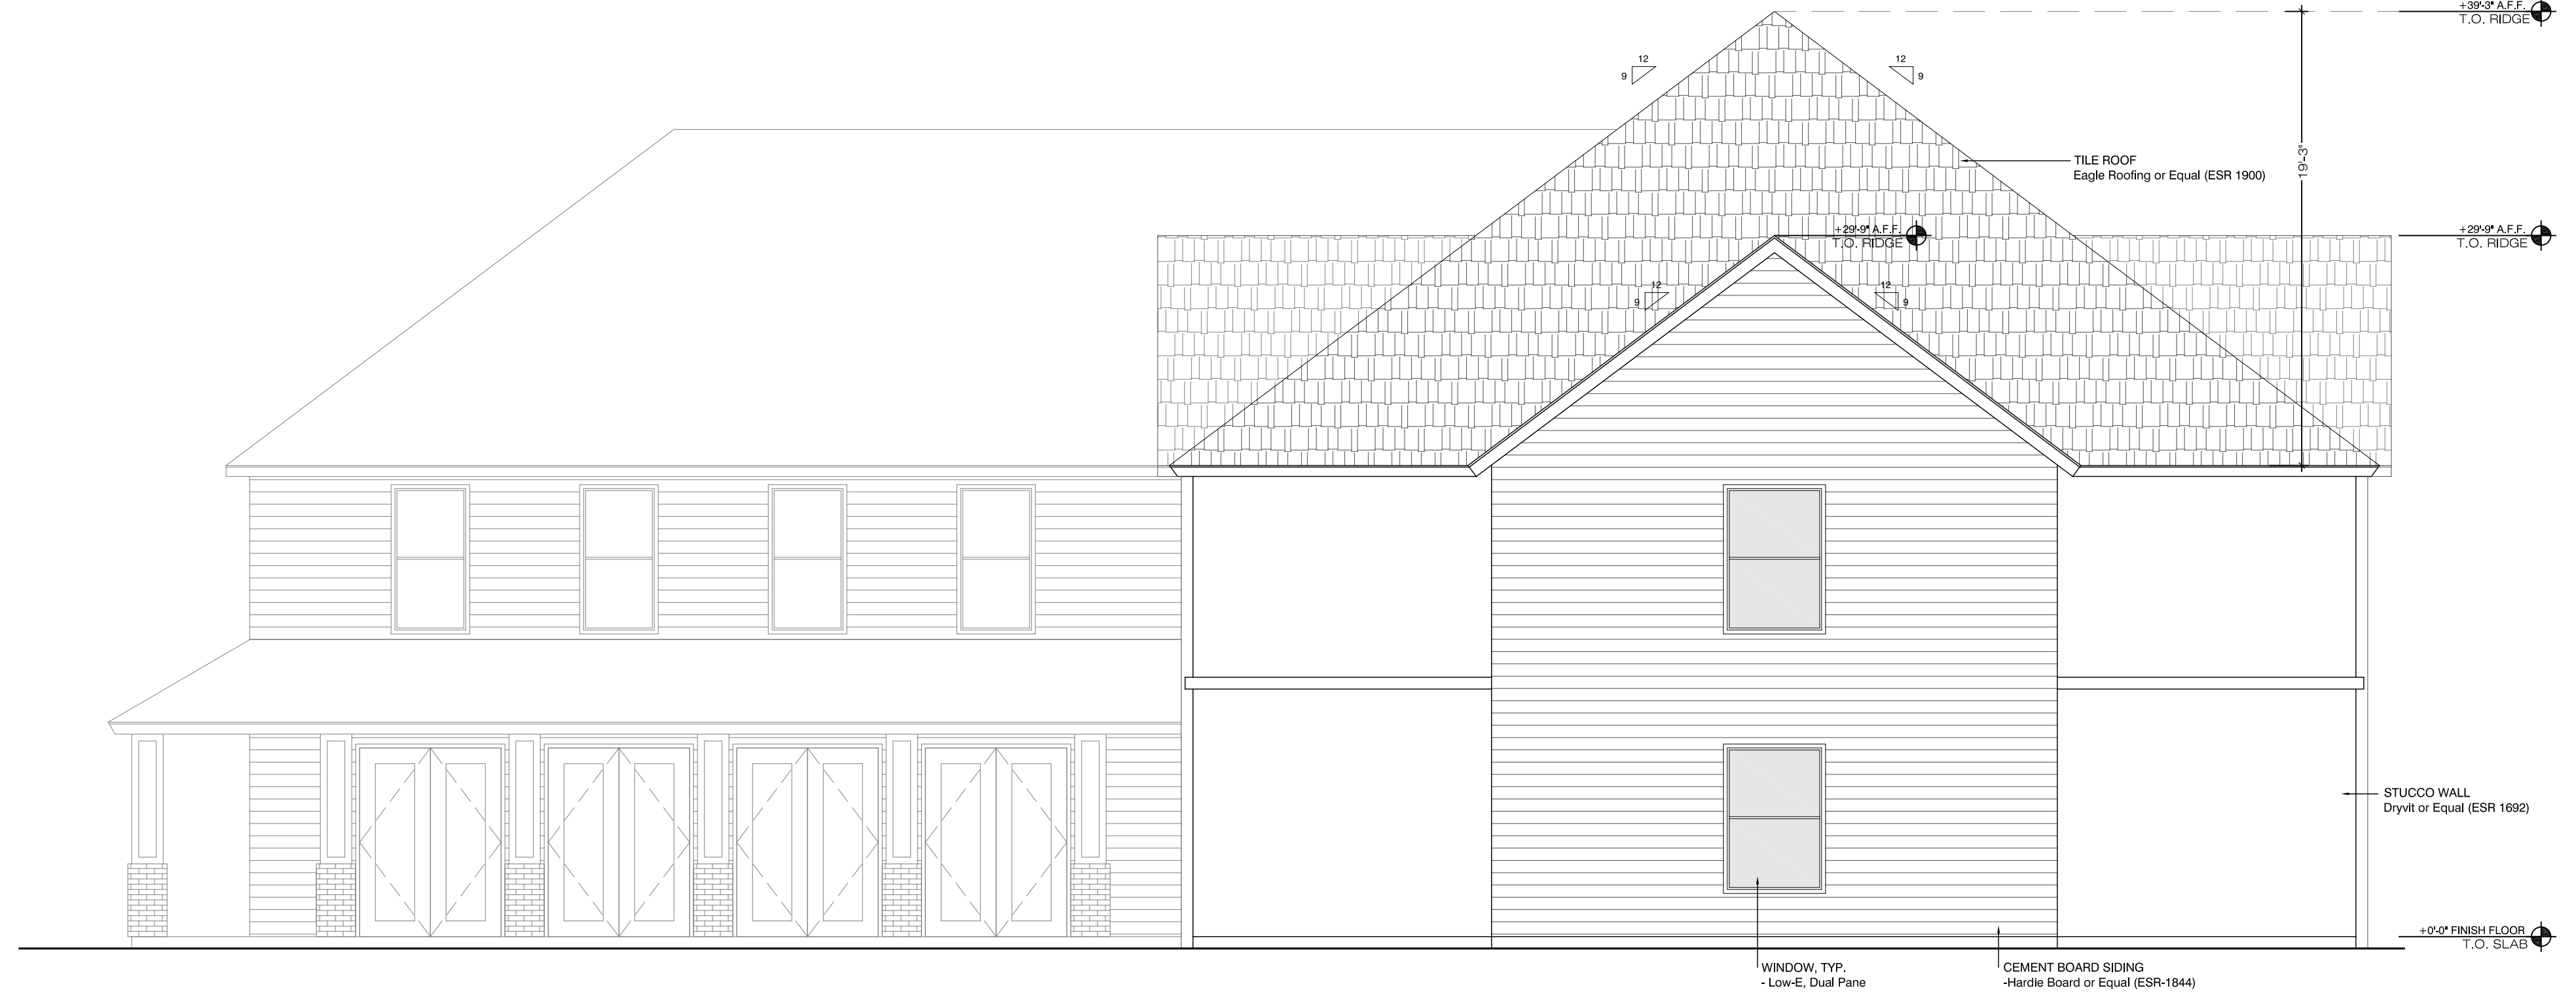 +39'-3" A.F.F.
T.O. RIDGE
12
9
12
9
19'-3"
TILE ROOF
Eagle Roofing or Equal (ESR 1900)
+29'-9" A.F.F.
T.O. RIDGE
+29'-9" A.F.F.
T.O. RIDGE
12
9
12
9
STUCCO WALL
Dryvit or Equal (ESR 1692)
+0'-0" FINISH FLOOR
T.O. SLAB
WINDOW, TYP.
- Low-E, Dual Pane
CEMENT BOARD SIDING
-Hardie Board or Equal (ESR-1844)